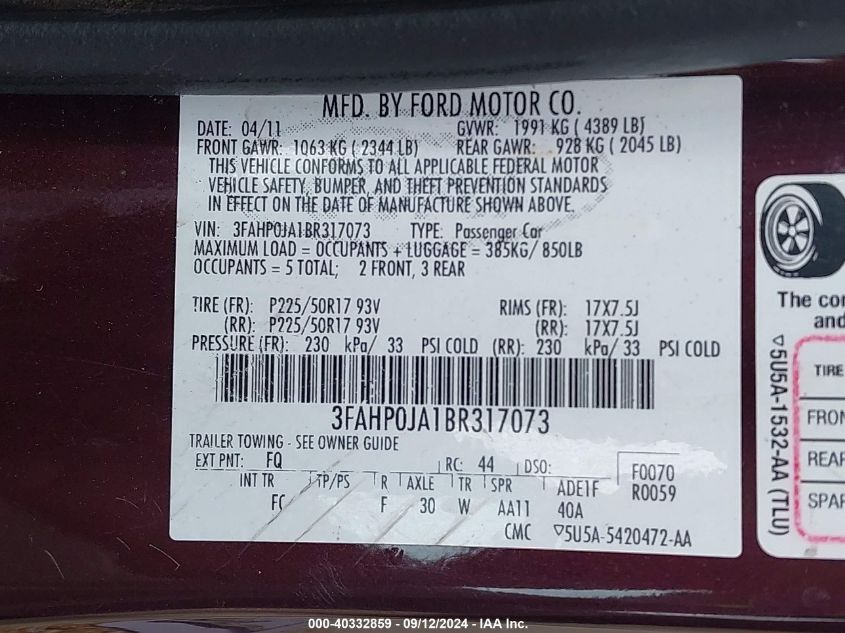 MFD. BY FORD MOTOR CO.
DATE: 04/11 GVWR: 1991 KG ( 4389 LB)
FRONT GAWR: 1063 KG ( 2344 LB) REAR GAWR: 928 KG ( 2045 LB)
THIS VEHICLE CONFORMS TO ALL APPLICABLE FEDERAL MOTOR
VEHICLE SAFETY, BUMPER, AND THEFT PREVENTION STANDARDS
IN EFFECT ON THE DATE OF MANUFACTURE SHOWN ABOVE.
VIN: 3FAHP0JA1BR317073 TYPE: Passenger Car
MAXIMUM LOAD = OCCUPANTS + LUGGAGE = 385KG/ 850LB
OCCUPANTS = 5 TOTAL; 2 FRONT, 3 REAR
TIRE (FR): P225/50R17 93V RIMS (FR): 17X7.5J
(RR): P225/50R17 93V (RR): 17X7.5J
PRESSURE (FR): 230 kPa/ 33 PSI COLD (RR): 230 kPa/ 33 PSI COLD
3FAHP0JA1BR317073
TRAILER TOWING - SEE OWNER GUIDE
EXT PNT: FQ RC: 44 DSO: F0070
R0059
INT TR TP/PS R AXLE TR SPR ADE1F
FC F 30 W AA11 40A
CMC ▽5U5A-5420472-AA
▽5U5A-1532-AA (TLU)
The
and
TIRE
FRON
REAR
SPAR
000-40332859 - 09/12/2024 - IAA Inc.